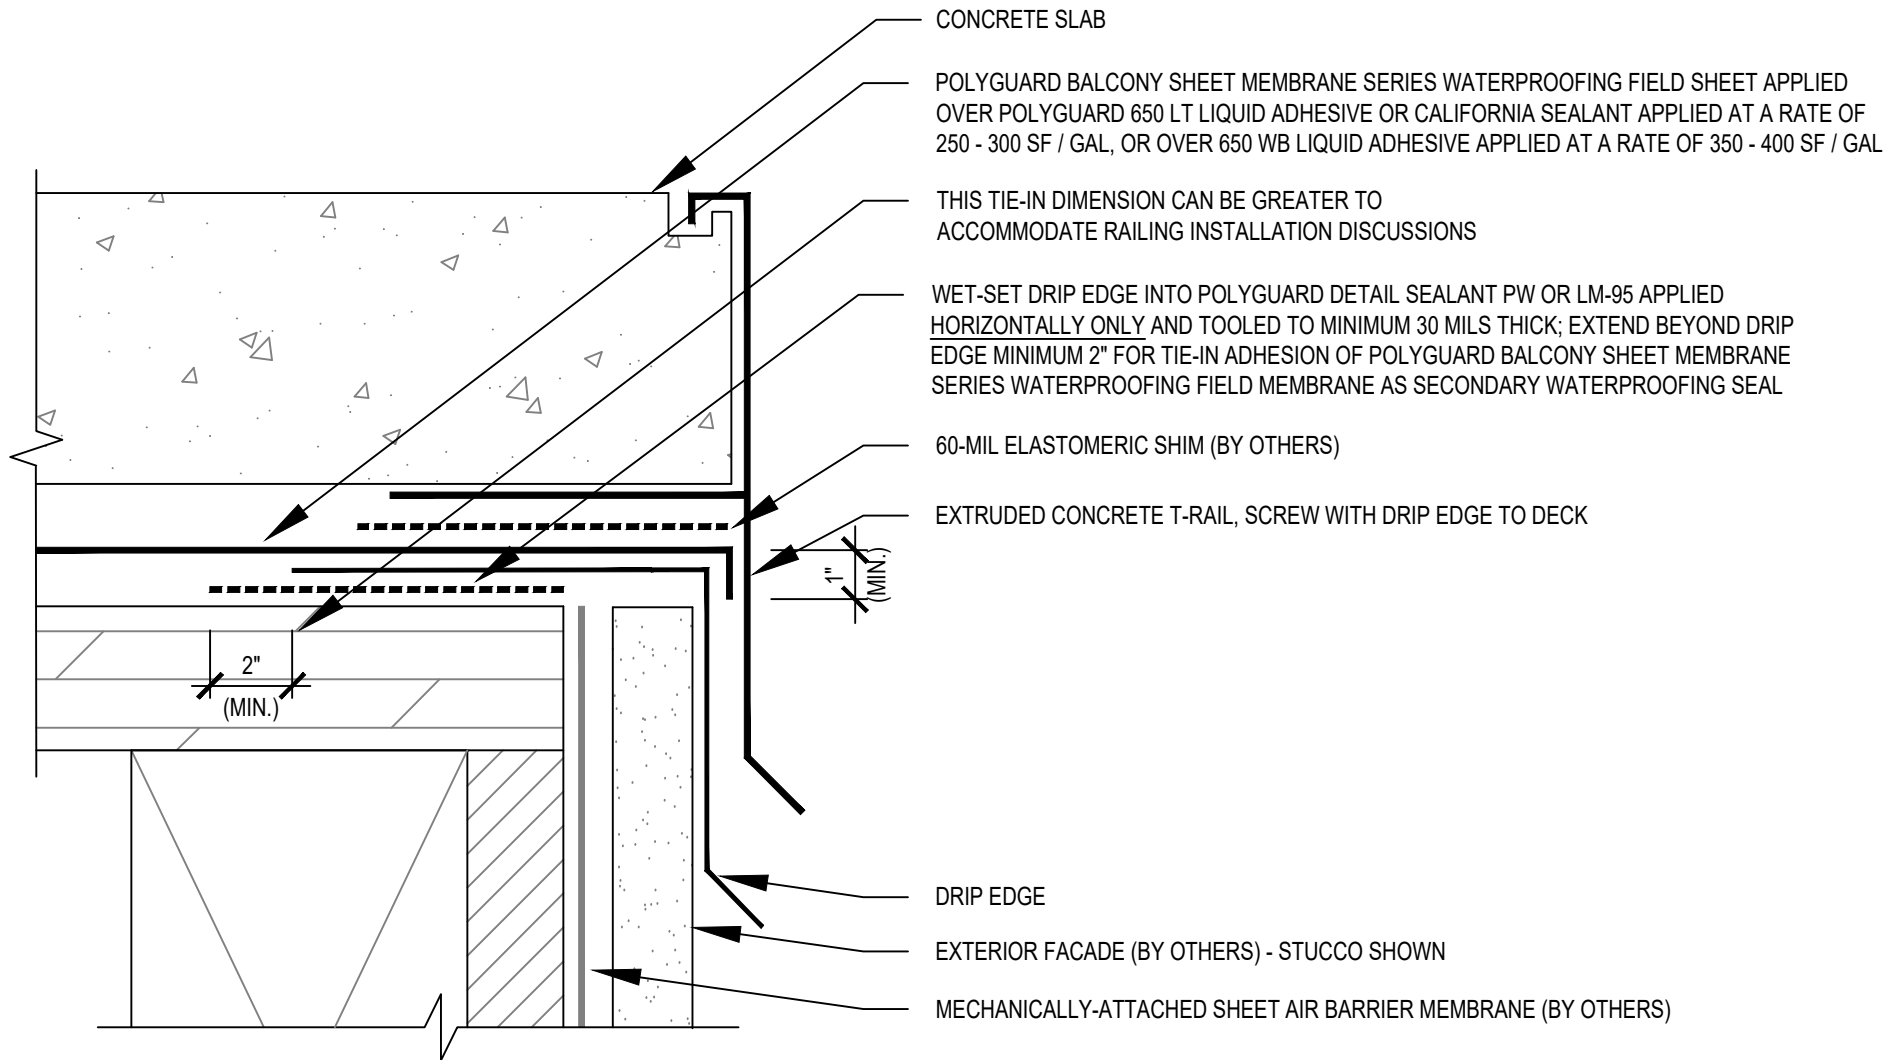 CONCRETE SLAB
POLYGUARD BALCONY SHEET MEMBRANE SERIES WATERPROOFING FIELD SHEET APPLIED
OVER POLYGUARD 650 LT LIQUID ADHESIVE OR CALIFORNIA SEALANT APPLIED AT A RATE OF
250 - 300 SF / GAL, OR OVER 650 WB LIQUID ADHESIVE APPLIED AT A RATE OF 350 - 400 SF / GAL
THIS TIE-IN DIMENSION CAN BE GREATER TO
ACCOMMODATE RAILING INSTALLATION DISCUSSIONS
WET-SET DRIP EDGE INTO POLYGUARD DETAIL SEALANT PW OR LM-95 APPLIED
HORIZONTALLY ONLY AND TOOLED TO MINIMUM 30 MILS THICK; EXTEND BEYOND DRIP
EDGE MINIMUM 2" FOR TIE-IN ADHESION OF POLYGUARD BALCONY SHEET MEMBRANE
SERIES WATERPROOFING FIELD MEMBRANE AS SECONDARY WATERPROOFING SEAL
60-MIL ELASTOMERIC SHIM (BY OTHERS)
EXTRUDED CONCRETE T-RAIL, SCREW WITH DRIP EDGE TO DECK
1"
(MIN.)
2"
(MIN.)
DRIP EDGE
EXTERIOR FACADE (BY OTHERS) - STUCCO SHOWN
MECHANICALLY-ATTACHED SHEET AIR BARRIER MEMBRANE (BY OTHERS)